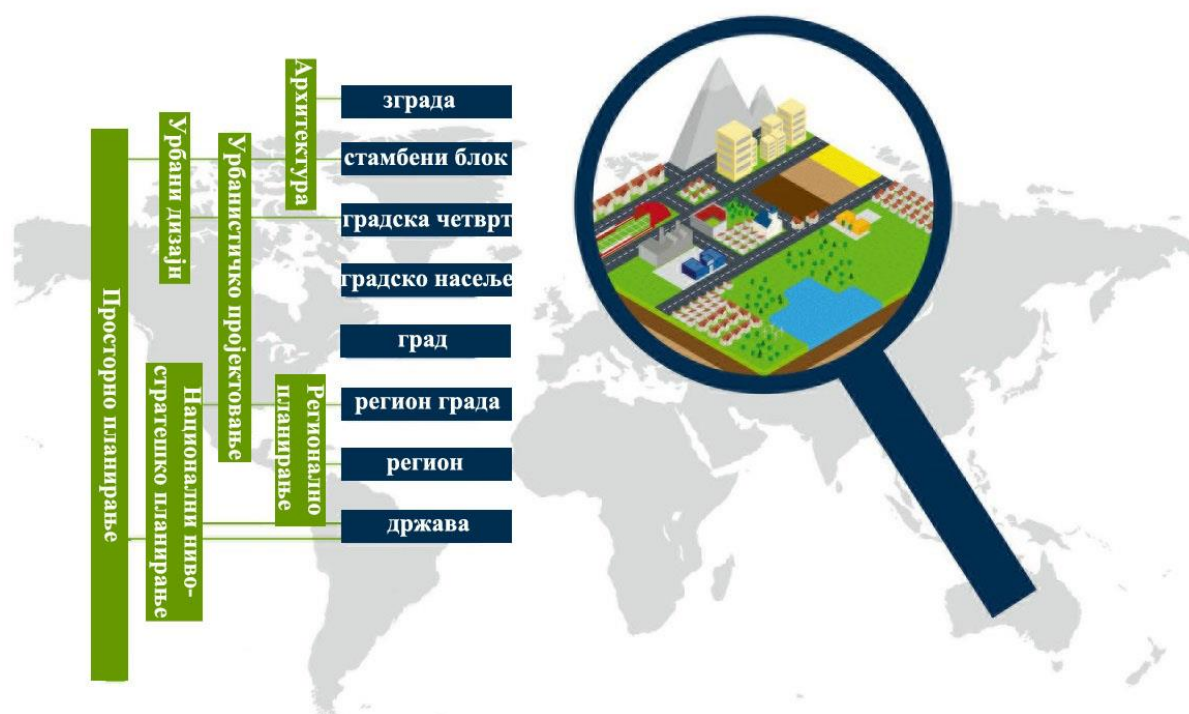 Просторно планирање
Урбани дизајн
Национални ниво-
стратешко планирање
Урбанистичко пројектовање
Архитектура
Регионално
планирање
зграда
стамбени блок
градска четврт
градско насеље
град
регион града
регион
држава